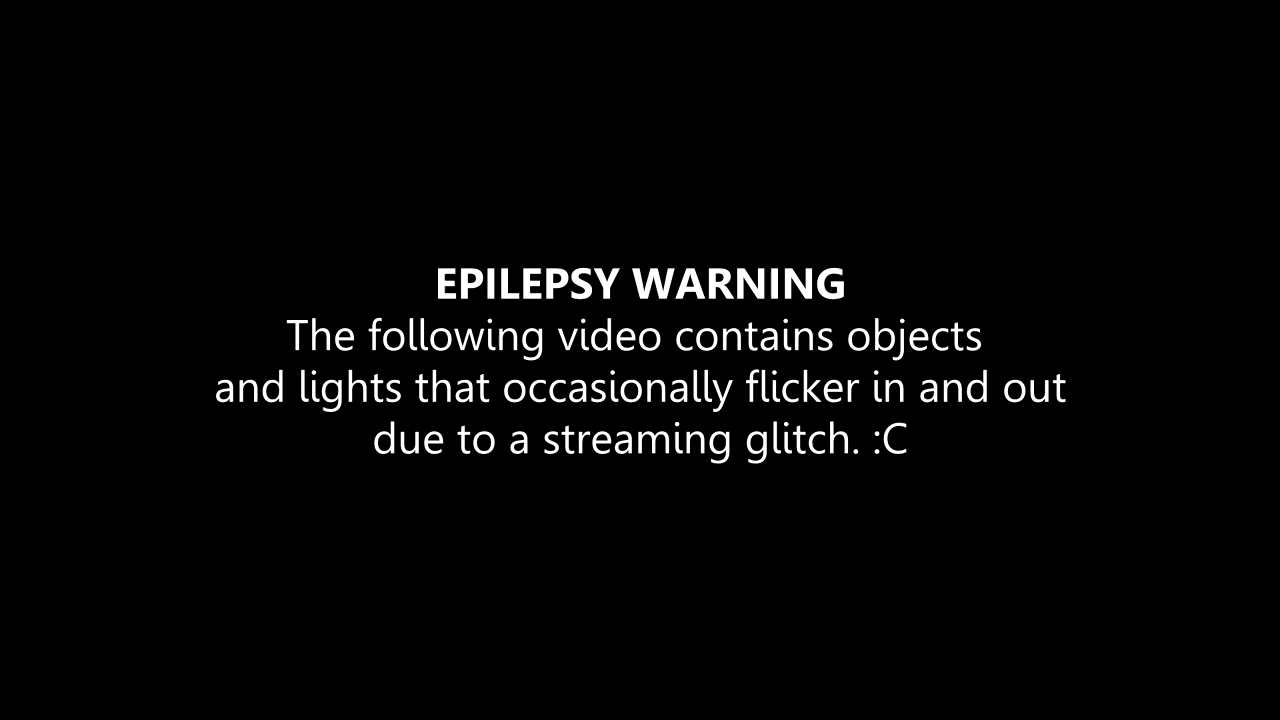 EPILEPSY WARNING
The following video contains objects
and lights that occasionally flicker in and out
due to a streaming glitch. :C